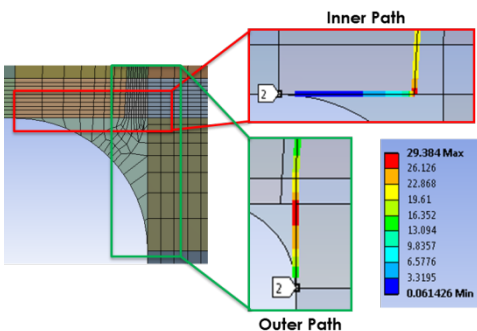 Inner Path
2
2
29.384 Max
26.126
22.868
19.61
16.352
13.094
9.8357
6.5776
3.3195
0.061426 Min
Outer Path